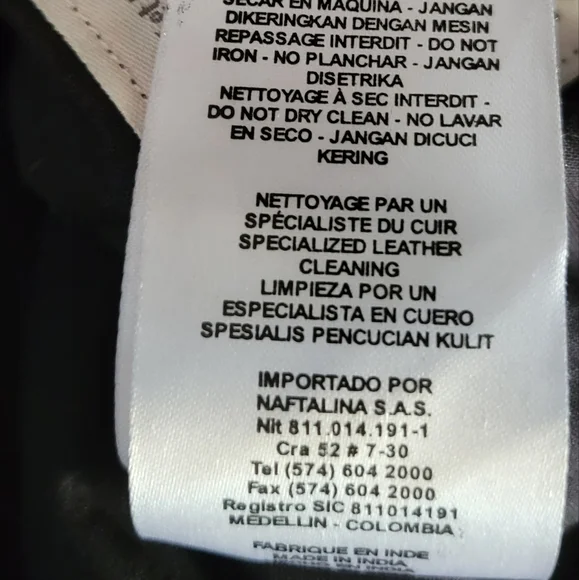 SECAR EN MAQUINA - JANGAN
DIKERINGKAN DENGAN MESIN
REPASSAGE INTERDIT - DO NOT
IRON - NO PLANCHAR - JANGAN
DISETRIKA
NETTOYAGE À SEC INTERDIT -
DO NOT DRY CLEAN - NO LAVAR
EN SECO - JANGAN DICUCI
KERING
NETTOYAGE PAR UN
SPÉCIALISTE DU CUIR
SPECIALIZED LEATHER
CLEANING
LIMPIEZA POR UN
ESPECIALISTA EN CUERO
SPESIALIS PENCUCIAN KULIT
IMPORTADO POR
NAFTALINA S.A.S.
Nit 811.014.191-1
Cra 52 # 7-30
Tel (574) 604 2000
Fax (574) 604 2000
Registro SIC 811014191
MEDELLIN - COLOMBIA
FABRIQUE EN INDE
MADE IN INDIA